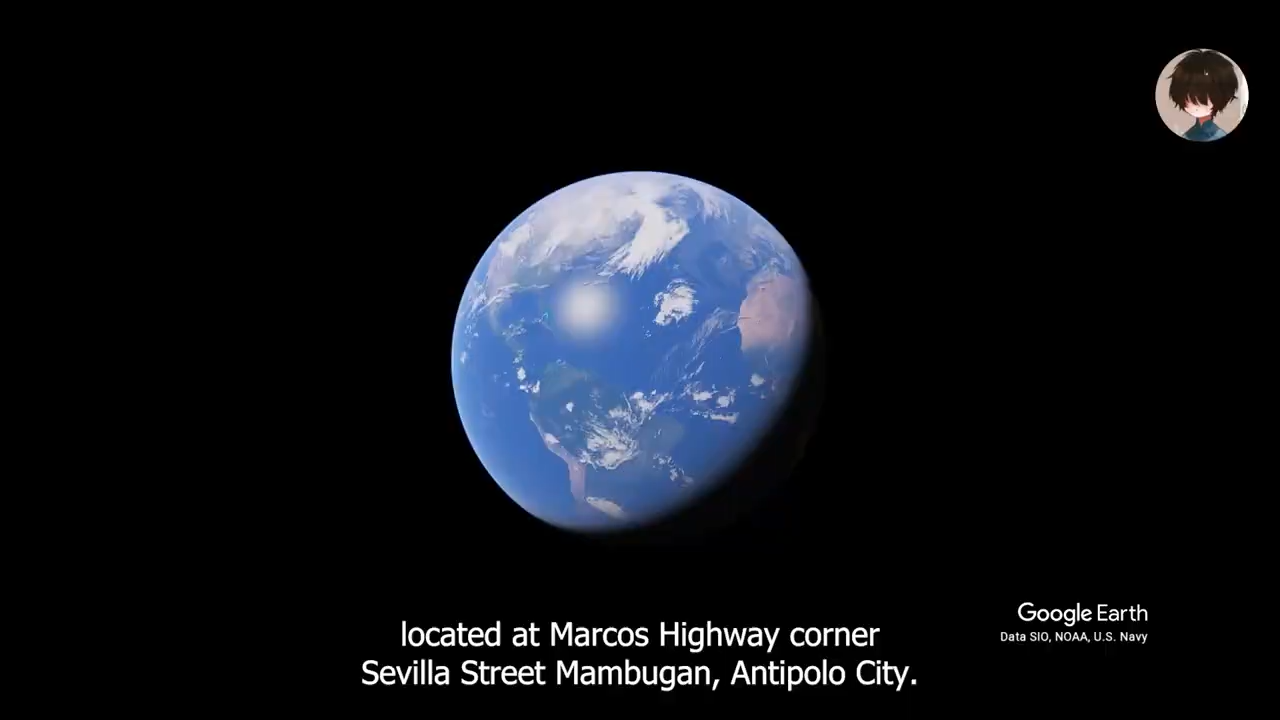 Google Earth
Data SIO, NOAA, U.S. Navy
located at Marcos Highway corner
Sevilla Street Mambugan, Antipolo City.